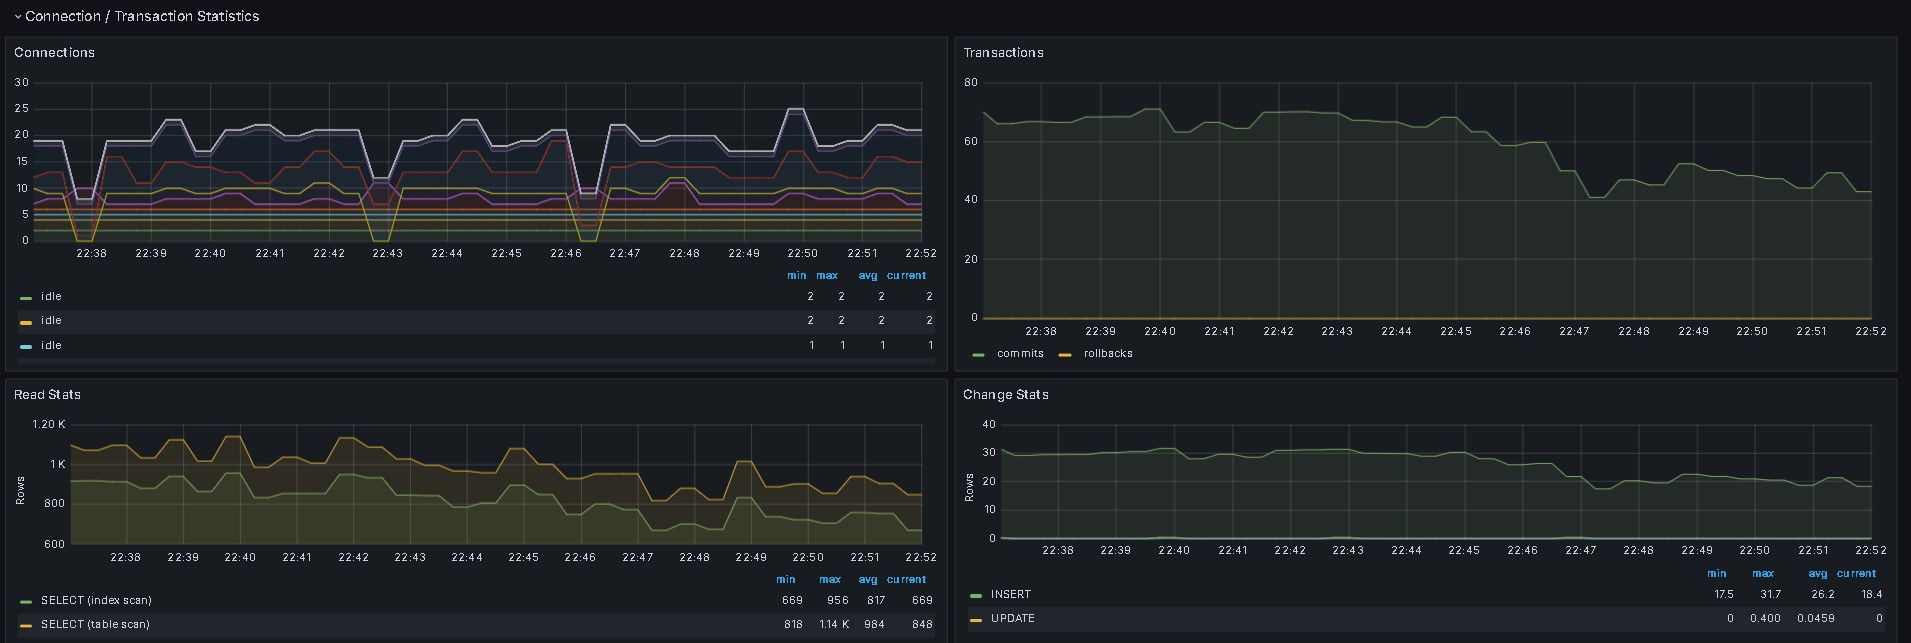 Connection / Transaction Statistics
Connections
30
25
20
15
10
5
0
22:38 22:39 22:40 22:41 22:42 22:43 22:44 22:45 22:46 22:47 22:48 22:49 22:50 22:51 22:52
min max avg current
idle 2 2 2 2
idle 2 2 2 2
idle 1 1 1 1
Transactions
80
60
40
20
0
22:38 22:39 22:40 22:41 22:42 22:43 22:44 22:45 22:46 22:47 22:48 22:49 22:50 22:51 22:52
commits rollbacks
Read Stats
Rows
1.20 K
1 K
800
600
22:38 22:39 22:40 22:41 22:42 22:43 22:44 22:45 22:46 22:47 22:48 22:49 22:50 22:51 22:52
min max avg current
SELECT (index scan) 669 956 817 669
SELECT (table scan) 818 1.14 K 984 848
Change Stats
Rows
40
30
20
10
0
22:38 22:39 22:40 22:41 22:42 22:43 22:44 22:45 22:46 22:47 22:48 22:49 22:50 22:51 22:52
min max avg current
INSERT 17.5 31.7 26.2 18.4
UPDATE 0 0.400 0.0459 0